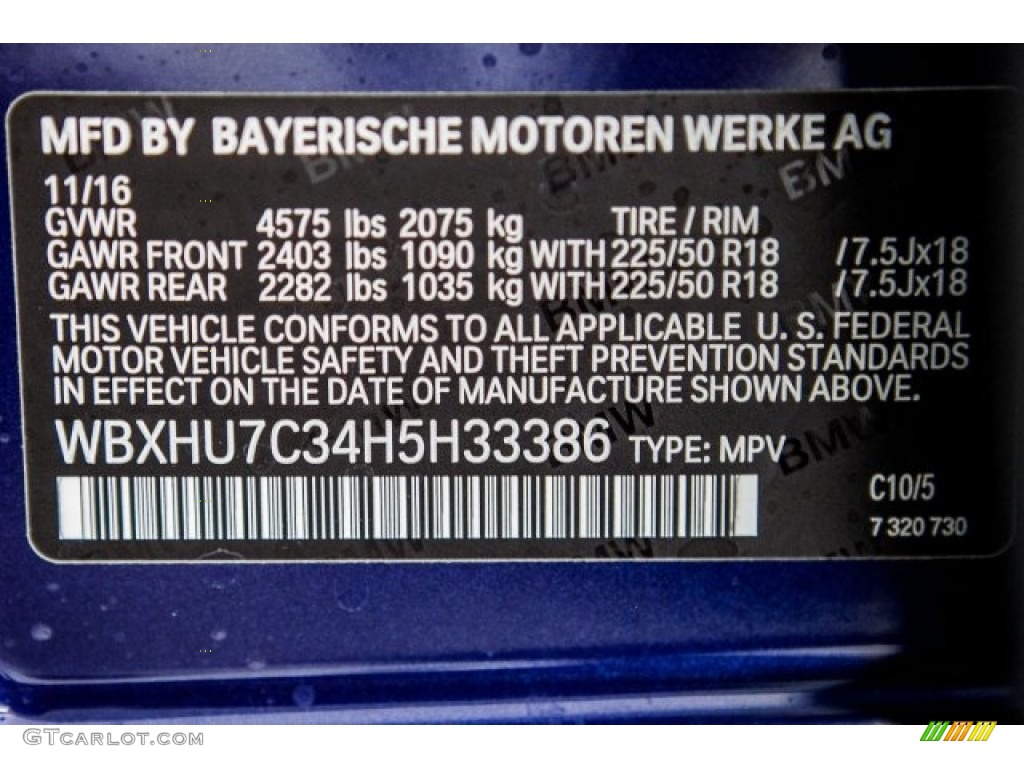 MFD BY BAYERISCHE MOTOREN WERKE AG
11/16
GVWR 4575 lbs 2075 kg TIRE / RIM
GAWR FRONT 2403 lbs 1090 kg WITH 225/50 R18 /7.5Jx18
GAWR REAR 2282 lbs 1035 kg WITH 225/50 R18 /7.5Jx18
THIS VEHICLE CONFORMS TO ALL APPLICABLE U. S. FEDERAL
MOTOR VEHICLE SAFETY AND THEFT PREVENTION STANDARDS
IN EFFECT ON THE DATE OF MANUFACTURE SHOWN ABOVE.
WBXHU7C34H5H33386 TYPE: MPV
C10/5
7 320 730
GTcarlot.com